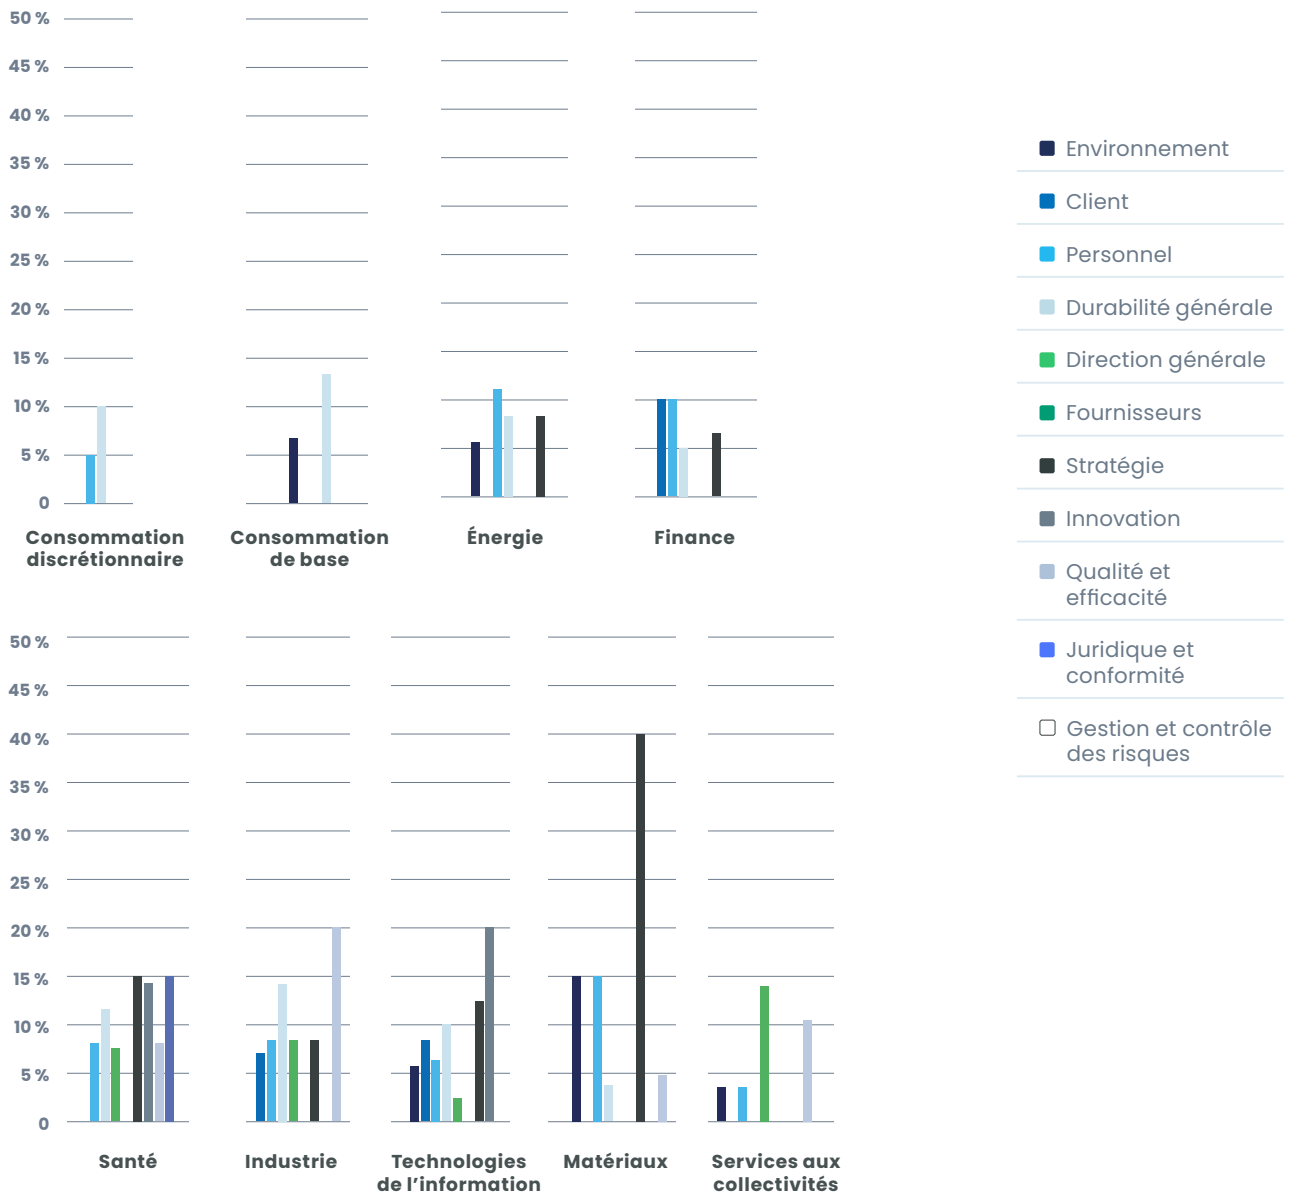 50 %
45 %
40 %
35 %
30 %
25 %
20 %
15 %
10 %
5 %
0
Consommation
discrétionnaire
Consommation
de base
Énergie
Finance
Environnement
Client
Personnel
Durabilité générale
Direction générale
Fournisseurs
Stratégie
Innovation
Qualité et
efficacité
Juridique et
conformité
Gestion et contrôle
des risques
50 %
45 %
40 %
35 %
30 %
25 %
20 %
15 %
10 %
5 %
0
Santé
Industrie
Technologies
de l’information
Matériaux
Services aux
collectivités